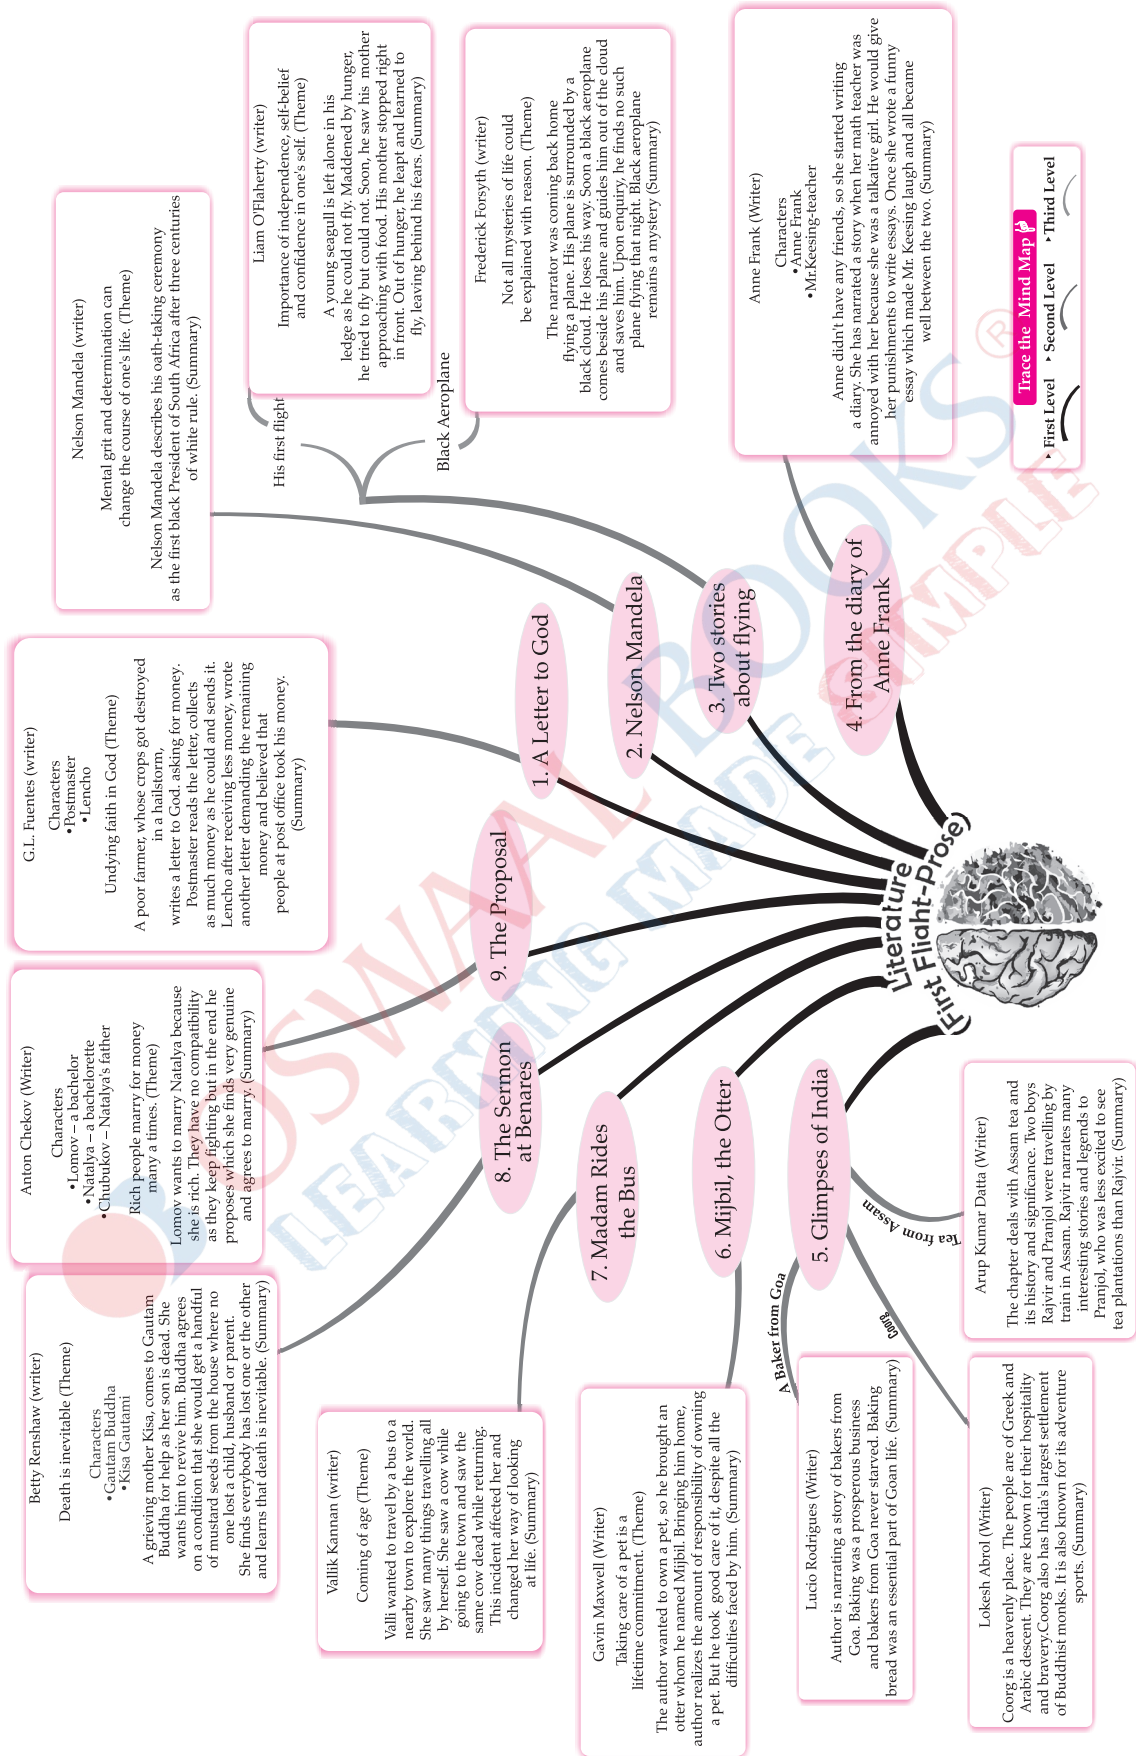 Literature
(First Flight-Prose)
1. A Letter to God
G.L. Fuentes (writer)
Characters
•Postmaster
•Lencho
Undying faith in God (Theme)
A poor farmer, whose crops got destroyed
in a hailstorm,
writes a letter to God. asking for money.
Postmaster reads the letter, collects
as much money as he could and sends it.
Lencho after receiving less money, wrote
another letter demanding the remaining
money and believed that
people at post office took his money.
(Summary)
2. Nelson Mandela
Nelson Mandela (writer)
Mental grit and determination can
change the course of one's life. (Theme)
Nelson Mandela describes his oath-taking ceremony
as the first black President of South Africa after three centuries
of white rule. (Summary)
3. Two stories
about flying
His first flight
Liam O'Flaherty (writer)
Importance of independence, self-belief
and confidence in one's self. (Theme)
A young seagull is left alone in his
ledge as he could not fly. Maddened by hunger,
he tried to fly but could not. Soon, he saw his mother
approaching with food. His mother stopped right
in front. Out of hunger, he leapt and learned to
fly, leaving behind his fears. (Summary)
Black Aeroplane
Frederick Forsyth (writer)
Not all mysteries of life could
be explained with reason. (Theme)
The narrator was coming back home
flying a plane. His plane is surrounded by a
black cloud. He loses his way. Soon a black aeroplane
comes beside his plane and guides him out of the cloud
and saves him. Upon enquiry, he finds no such
plane flying that night. Black aeroplane
remains a mystery (Summary)
4. From the diary of
Anne Frank
Anne Frank (Writer)
Characters
•Anne Frank
•Mr.Keesing-teacher
Anne didn't have any friends, so she started writing
a diary. She has narrated a story when her math teacher was
annoyed with her because she was a talkative girl. He would give
her punishments to write essays. Once she wrote a funny
essay which made Mr. Keesing laugh and all became
well between the two. (Summary)
5. Glimpses of India
A Baker from Goa
Lucio Rodrigues (Writer)
Author is narrating a story of bakers from
Goa. Baking was a prosperous business
and bakers from Goa never starved. Baking
bread was an essential part of Goan life. (Summary)
Coorg
Lokesh Abrol (Writer)
Coorg is a heavenly place. The people are of Greek and
Arabic descent. They are known for their hospitality
and bravery.Coorg also has India's largest settlement
of Buddhist monks. It is also known for its adventure
sports. (Summary)
Tea from Assam
Arup Kumar Datta (Writer)
The chapter deals with Assam tea and
its history and significance. Two boys
Rajvir and Pranjol were travelling by
train in Assam. Rajvir narrates many
interesting stories and legends to
Pranjol, who was less excited to see
tea plantations than Rajvir. (Summary)
6. Mijbil, the Otter
Gavin Maxwell (Writer)
Taking care of a pet is a
lifetime commitment. (Theme)
The author wanted to own a pet, so he brought an
otter whom he named Mijbil. Bringing him home,
author realizes the amount of responsibility of owning
a pet. But he took good care of it, despite all the
difficulties faced by him. (Summary)
7. Madam Rides
the Bus
Vallik Kannan (writer)
Coming of age (Theme)
Valli wanted to travel by a bus to a
nearby town to explore the world.
She saw many things travelling all
by herself. She saw a cow while
going to the town and saw the
same cow dead while returning.
This incident affected her and
changed her way of looking
at life. (Summary)
8. The Sermon
at Benares
Betty Renshaw (writer)
Death is inevitable (Theme)
Characters
•Gautam Buddha
•Kisa Gautami
A grieving mother Kisa, comes to Gautam
Buddha for help as her son is dead. She
wants him to revive him. Buddha agrees
on a condition that she would get a handful
of mustard seeds from the house where no
one lost a child, husband or parent.
She finds everybody has lost one or the other
and learns that death is inevitable. (Summary)
9. The Proposal
Anton Chekov (Writer)
Characters
•Lomov – a bachelor
•Natalya – a bachelorette
•Chubukov – Natalya's father
Rich people marry for money
many a times. (Theme)
Lomov wants to marry Natalya because
she is rich. They have no compatibility
as they keep fighting but in the end he
proposes which she finds very genuine
and agrees to marry. (Summary)
Trace the Mind Map
First Level
Second Level
Third Level
OSWAAL BOOKS®
LEARNING MADE SIMPLE